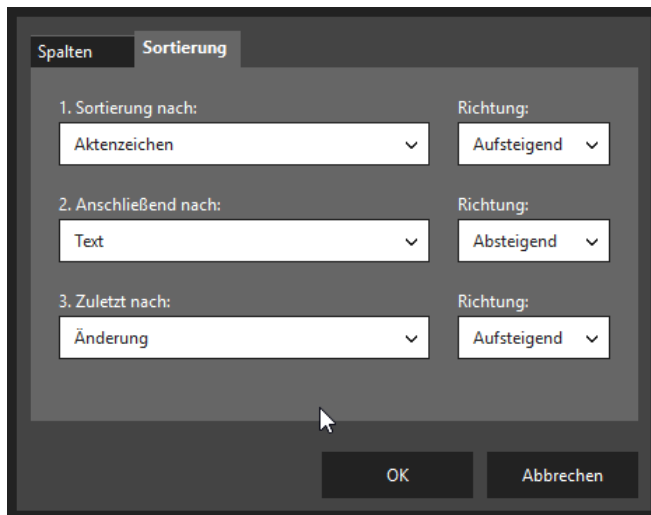 Spalten Sortierung
1. Sortierung nach: Richtung:
Aktenzeichen Aufsteigend
2. Anschließend nach: Richtung:
Text Absteigend
3. Zuletzt nach: Richtung:
Änderung Aufsteigend
OK Abbrechen